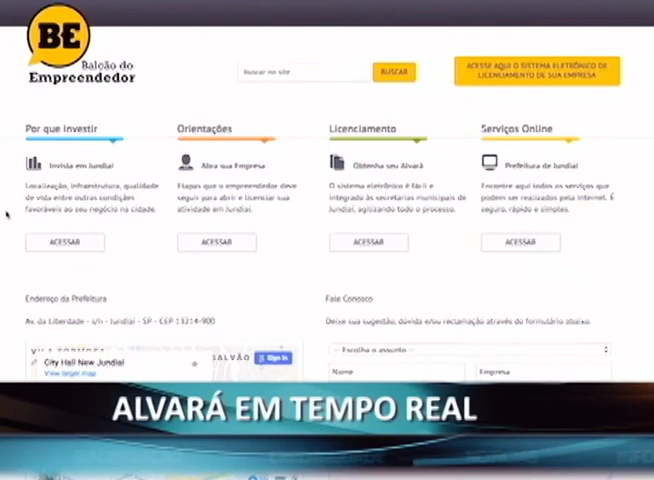 BE
Balcão do
Empreendedor
buscar no site
BUSCAR
ACESSE AQUI O SISTEMA ELETRÔNICO DE
LICENCIAMENTO DE SUA EMPRESA
Por que investir
Invista em Jundiaí
Localização, infraestrutura, qualidade
de vida entre outras condições
favoráveis ao seu negócio na cidade.
ACESSAR
Orientações
Abra sua Empresa
Etapas que o empreendedor deve
seguir para abrir e licenciar sua
atividade em Jundiaí.
ACESSAR
Licenciamento
Obtenha seu Alvará
O sistema eletrônico é fácil e
integrado às secretarias municipais de
Jundiaí, agilizando todo o processo.
ACESSAR
Serviços Online
Prefeitura de Jundiaí
Encontre aqui todos os serviços que
podem ser realizados pela internet. É
seguro, rápido e simples.
ACESSAR
Endereço da Prefeitura
Av. da Liberdade - s/n - Jundiaí - SP - CEP 13214-900
GALVÃO
Sign in
City Hall New Jundiaí
View larger map
Fale Conosco
Deixe sua sugestão, dúvida e/ou reclamação através do formulário abaixo.
-- Escolha o assunto --
Nome
Empresa
ALVARÁ EM TEMPO REAL